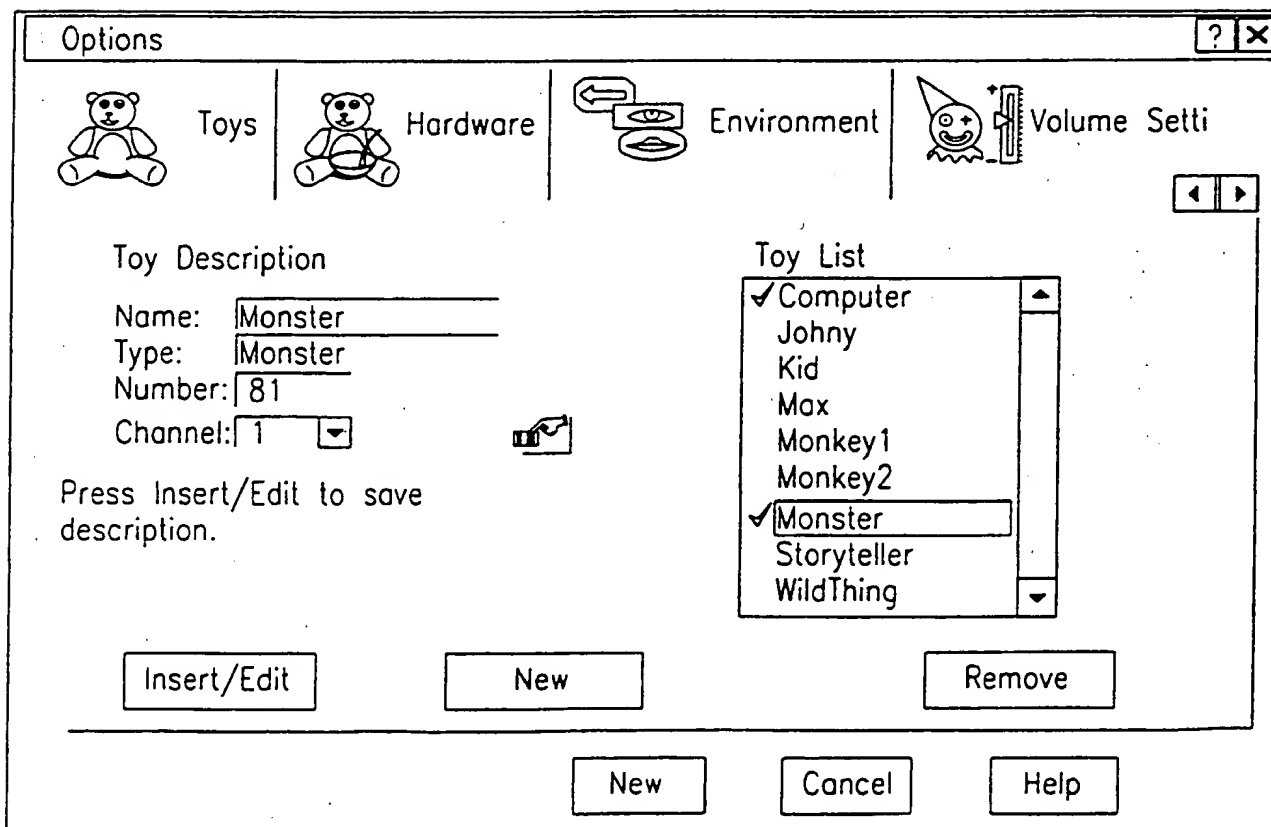 Options ? ×
Toys Hardware Environment Volume Setti
Toy Description
Name: Monster
Type: Monster
Number: 81
Channel: 1
Press Insert/Edit to save
description.
Toy List
Computer
Johny
Kid
Max
Monkey1
Monkey2
Monster
Storyteller
WildThing
Insert/Edit New Remove
New Cancel Help